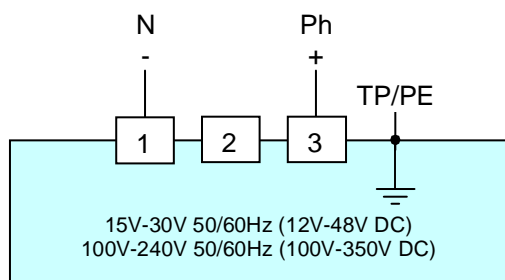 N Ph
- +
TP/PE
1 2 3
15V-30V 50/60Hz (12V-48V DC)
100V-240V 50/60Hz (100V-350V DC)